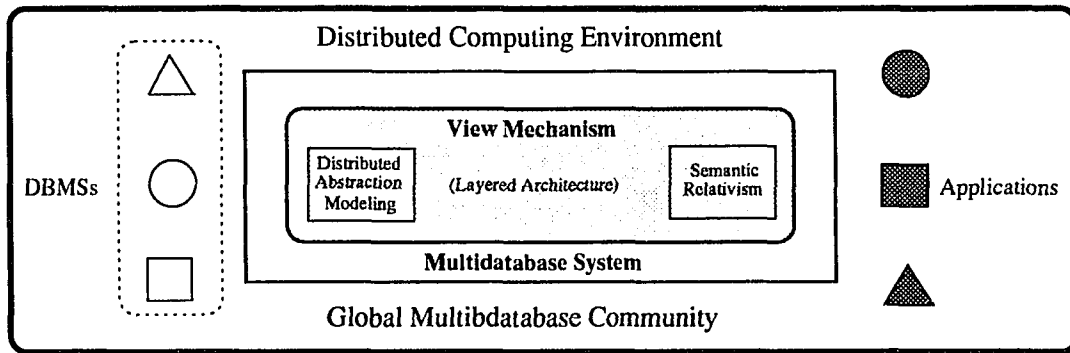 Distributed Computing Environment
View Mechanism
Distributed
Abstraction
Modeling
(Layered Architecture)
Semantic
Relativism
DBMSs
Applications
Multidatabase System
Global Multibdatabase Community